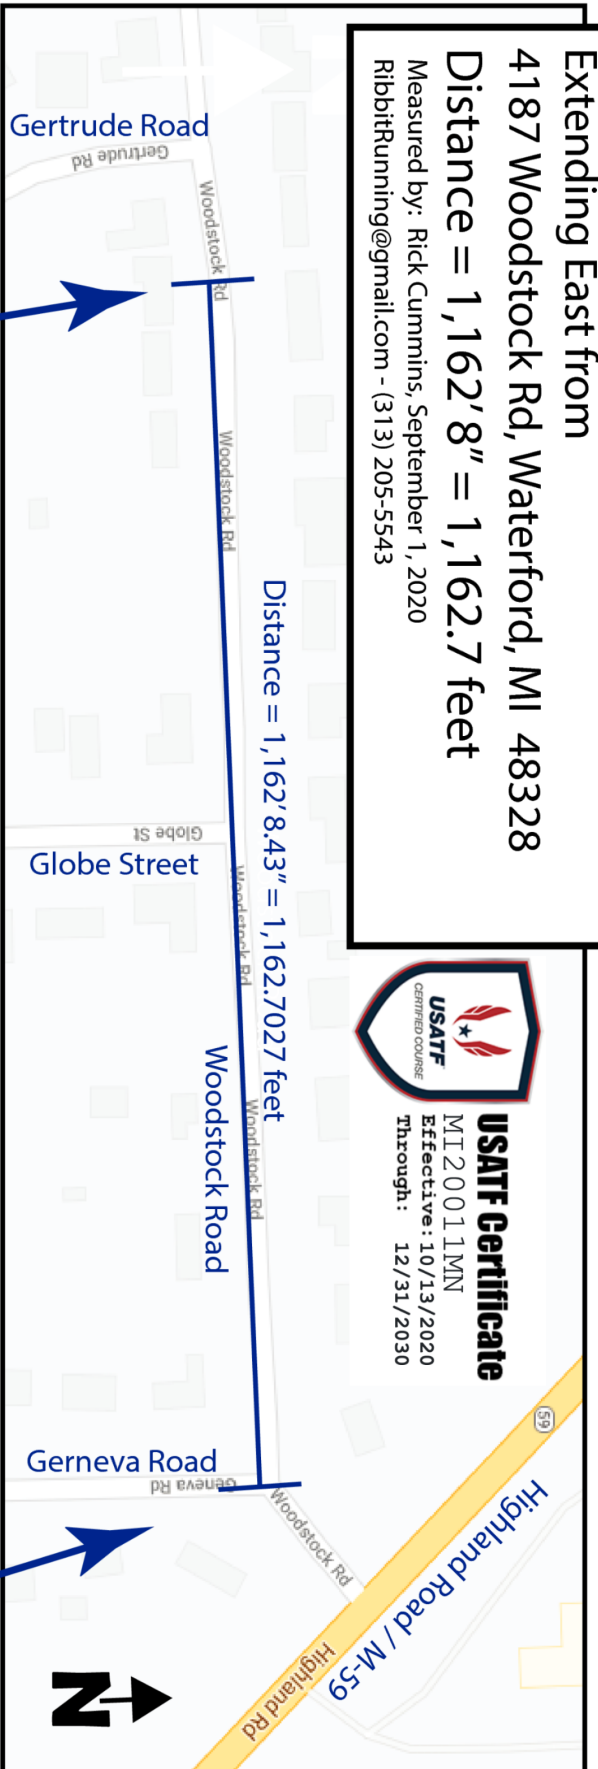 Extending East from
4187 Woodstock Rd, Waterford, MI 48328
Distance = 1,162'8" = 1,162.7 feet
Measured by: Rick Cummins, September 1, 2020
RibbitRunning@gmail.com - (313) 205-5543
USATF
CERTIFIED COURSE
USATF Certificate
MI20011MN
Effective: 10/13/2020
Through: 12/31/2030
59
Highland Road / M-59
Highland Rd
Distance = 1,162'8.43" = 1,162.7027 feet
Woodstock Rd
Woodstock Rd
Woodstock Rd
Woodstock Rd
Woodstock Rd
Woodstock Road
Gertrude Road
Gertrude Rd
Globe St
Globe Street
Gerneva Road
Geneva Rd
N